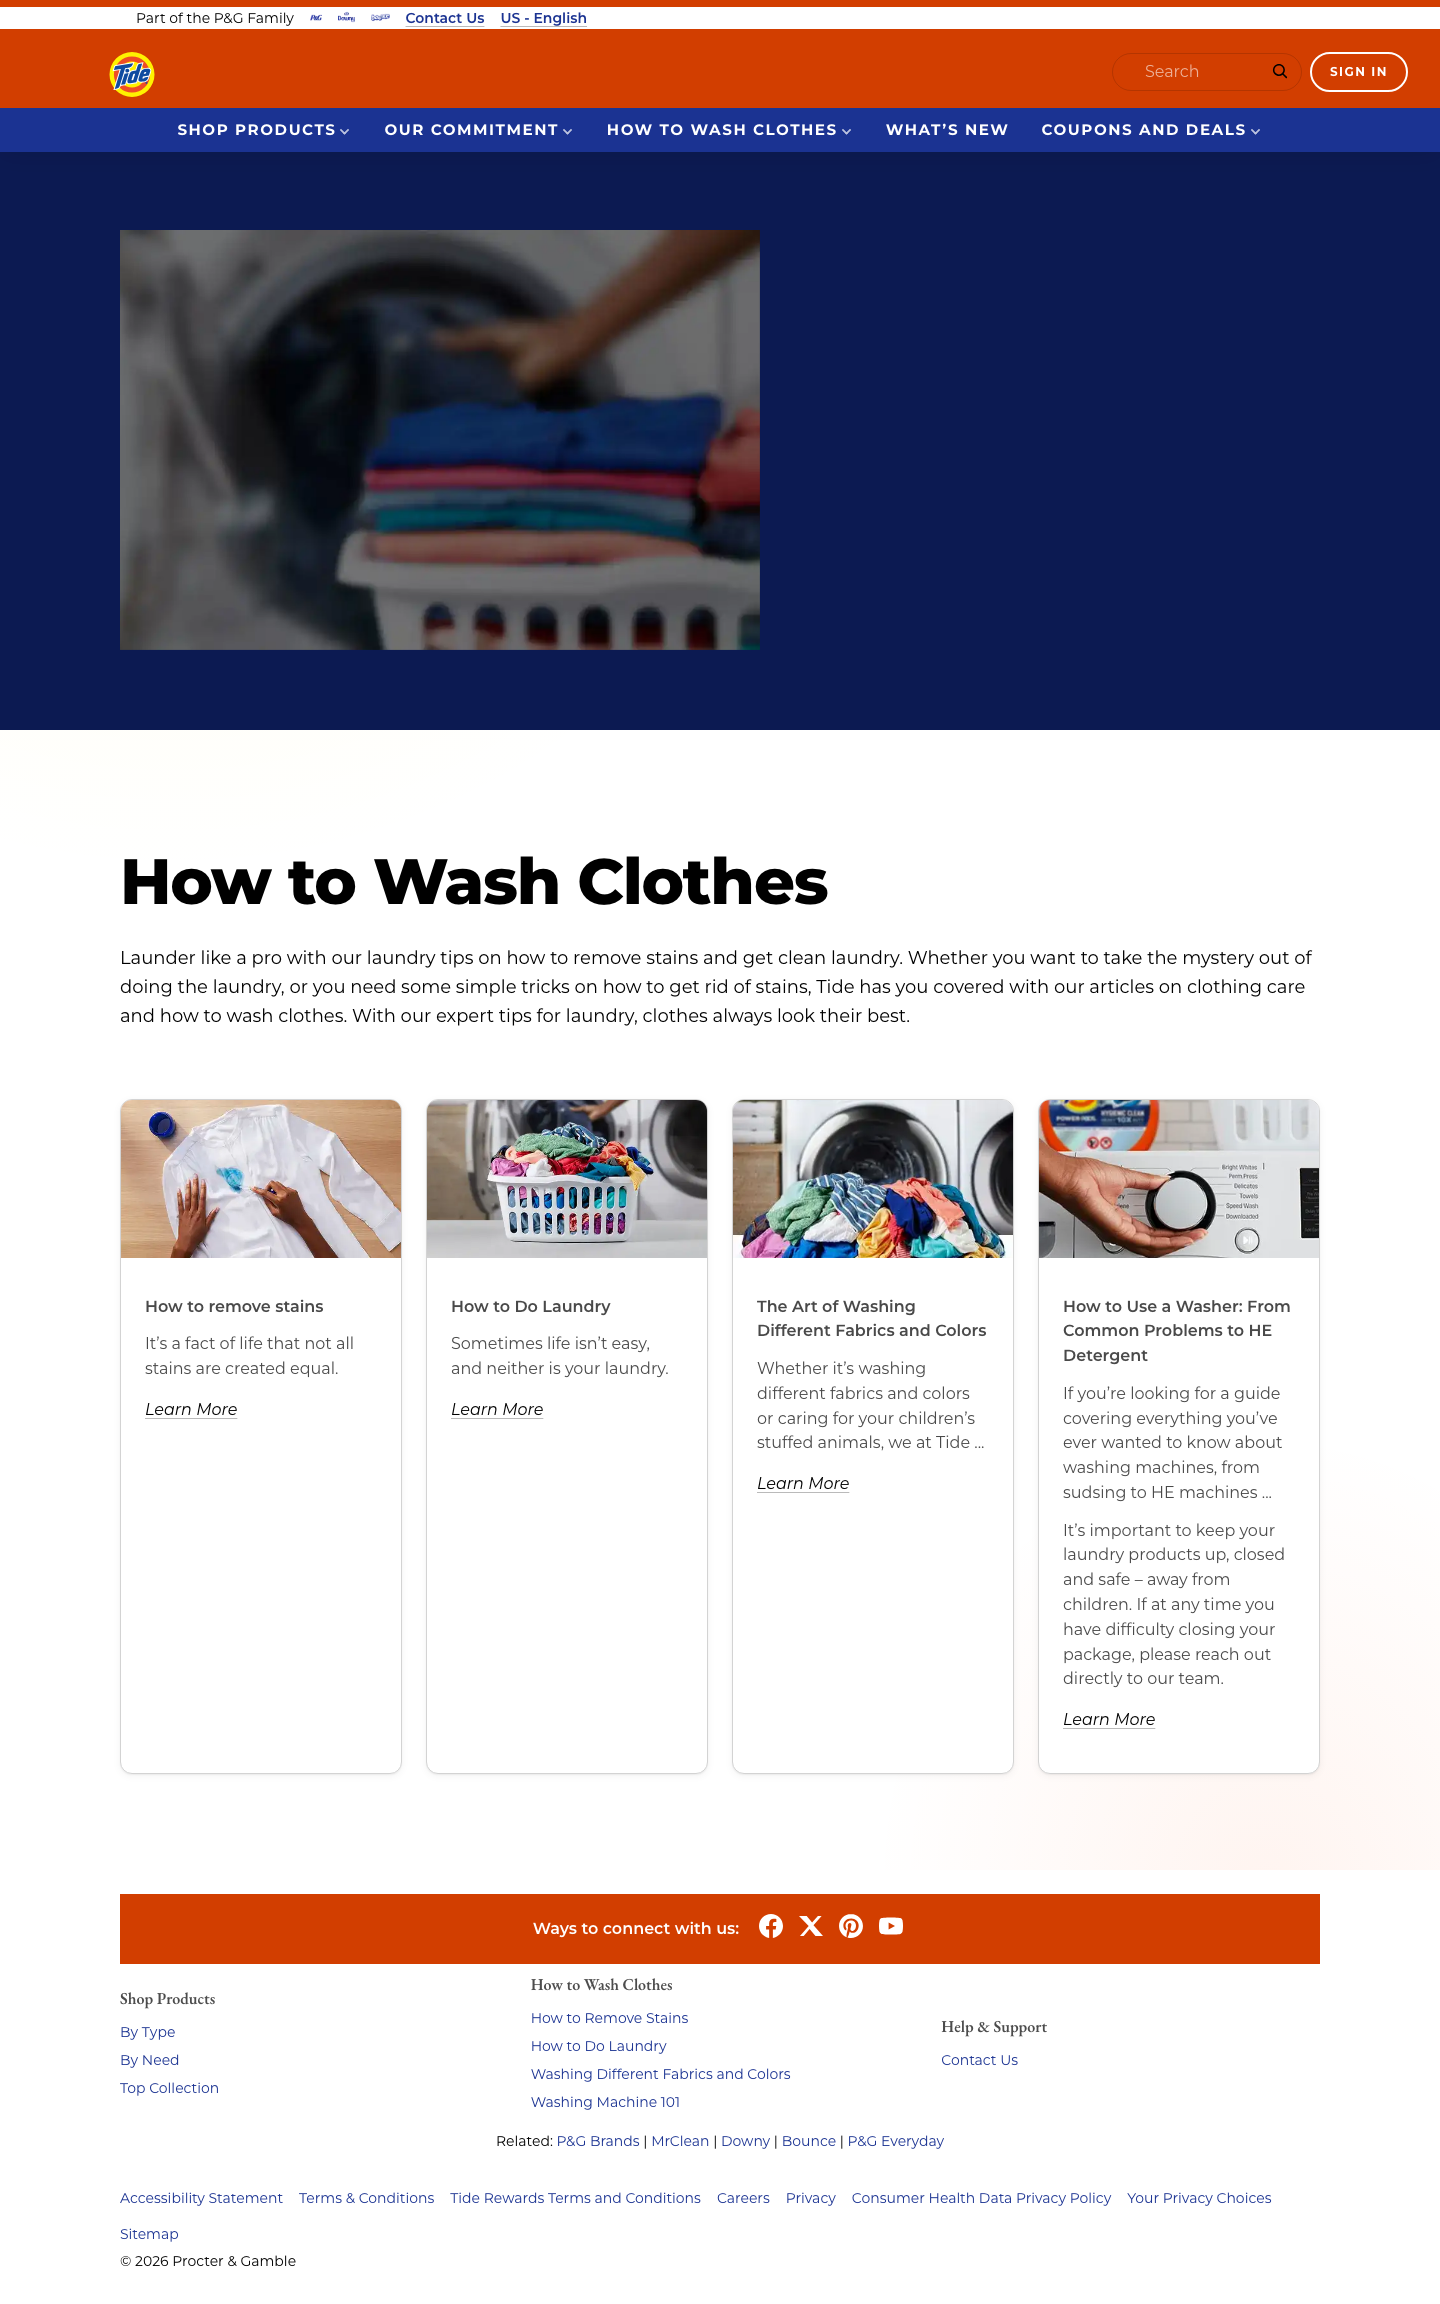 Part of the P&G Family P&G Downy Contact Us US - English
Tide Search SIGN IN
SHOP PRODUCTS OUR COMMITMENT HOW TO WASH CLOTHES WHAT’S NEW COUPONS AND DEALS
How to Wash Clothes
Launder like a pro with our laundry tips on how to remove stains and get clean laundry. Whether you want to take the mystery out of
doing the laundry, or you need some simple tricks on how to get rid of stains, Tide has you covered with our articles on clothing care
and how to wash clothes. With our expert tips for laundry, clothes always look their best.
How to remove stains
It’s a fact of life that not all
stains are created equal.
Learn More
How to Do Laundry
Sometimes life isn’t easy,
and neither is your laundry.
Learn More
The Art of Washing
Different Fabrics and Colors
Whether it’s washing
different fabrics and colors
or caring for your children’s
stuffed animals, we at Tide ...
Learn More
HYGIENIC CLEAN
POWER PODS
10X
Bright Whites
Perm.Press
Delicates
Towels
Speed Wash
Downloaded
How to Use a Washer: From
Common Problems to HE
Detergent
If you’re looking for a guide
covering everything you’ve
ever wanted to know about
washing machines, from
sudsing to HE machines ...
It’s important to keep your
laundry products up, closed
and safe – away from
children. If at any time you
have difficulty closing your
package, please reach out
directly to our team.
Learn More
Ways to connect with us:
Shop Products
By Type
By Need
Top Collection
How to Wash Clothes
How to Remove Stains
How to Do Laundry
Washing Different Fabrics and Colors
Washing Machine 101
Help & Support
Contact Us
Related: P&G Brands | MrClean | Downy | Bounce | P&G Everyday
Accessibility Statement Terms & Conditions Tide Rewards Terms and Conditions Careers Privacy Consumer Health Data Privacy Policy Your Privacy Choices
Sitemap
© 2026 Procter & Gamble